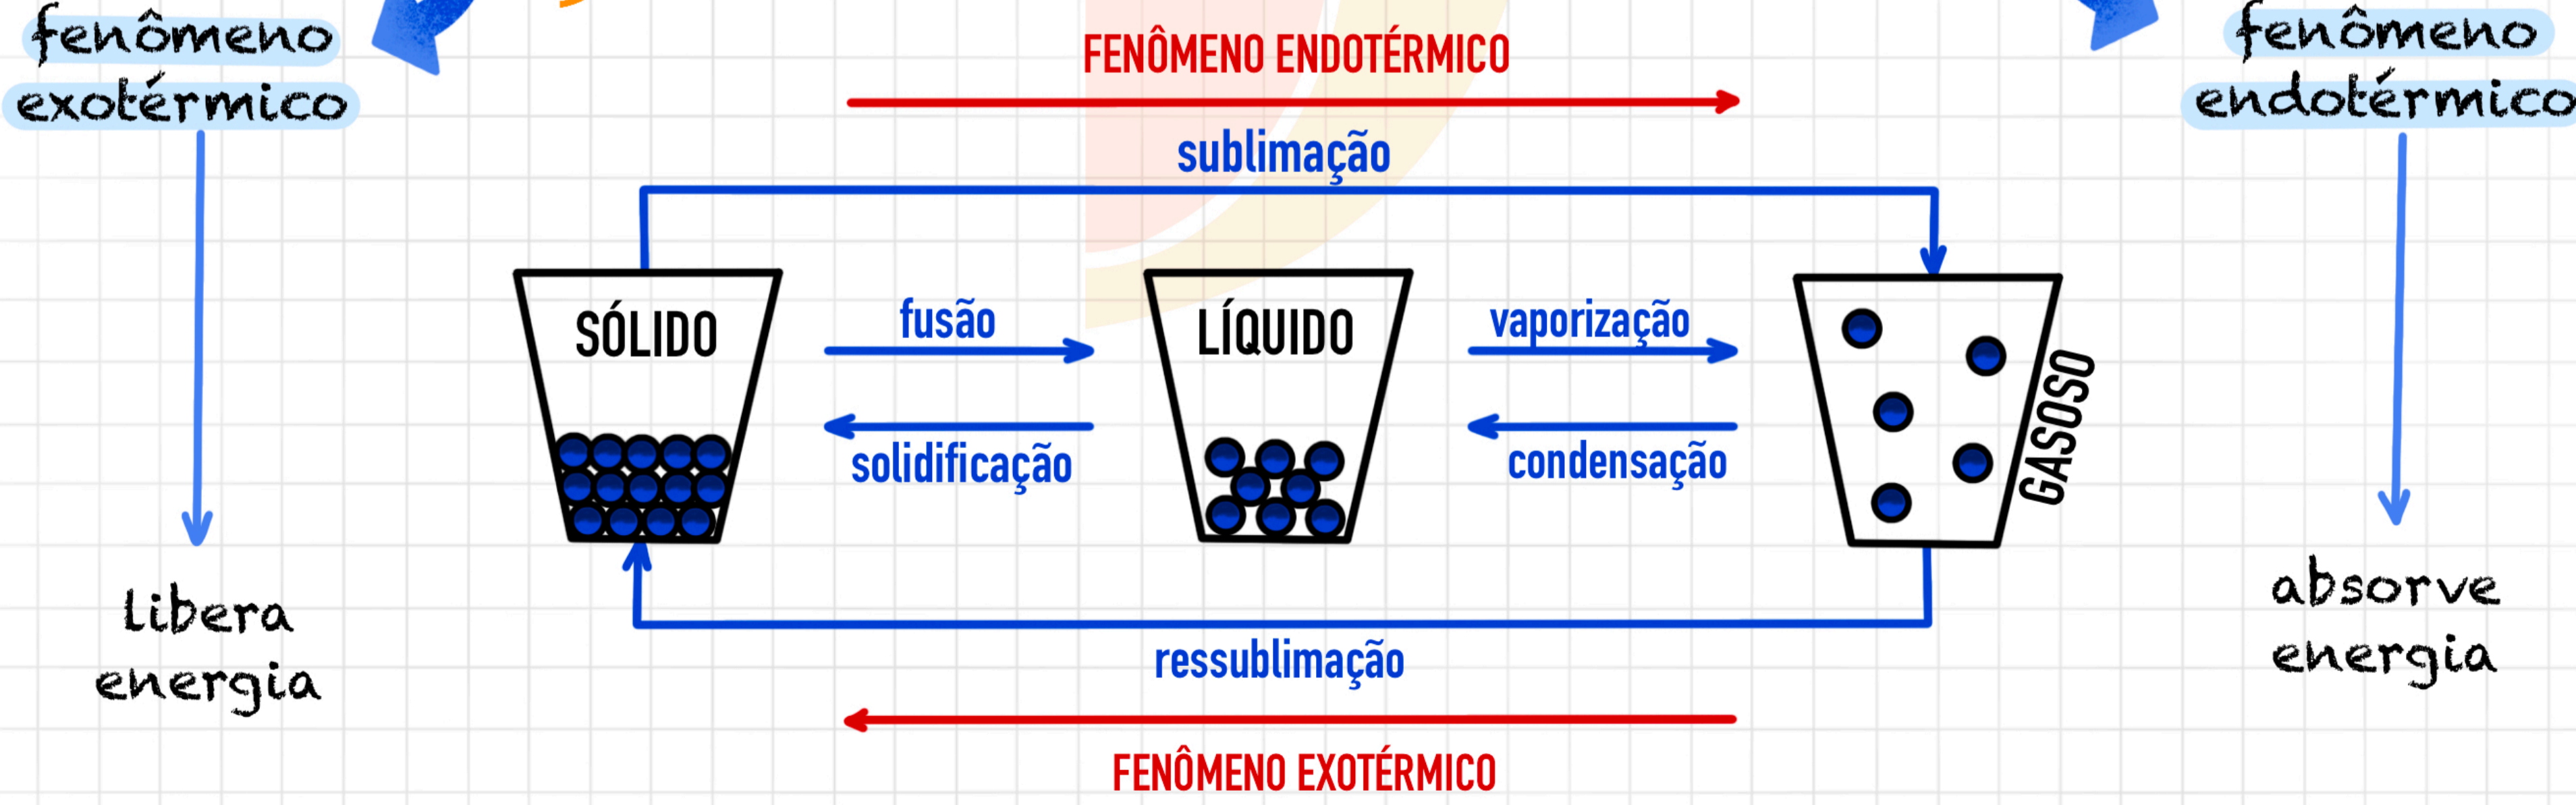 fenômeno
exotérmico
libera
energia
FENÔMENO ENDOTÉRMICO
sublimação
SÓLIDO
fusão
solidificação
LÍQUIDO
vaporização
condensação
GASOSO
ressublimação
FENÔMENO EXOTÉRMICO
fenômeno
endotérmico
absorve
energia